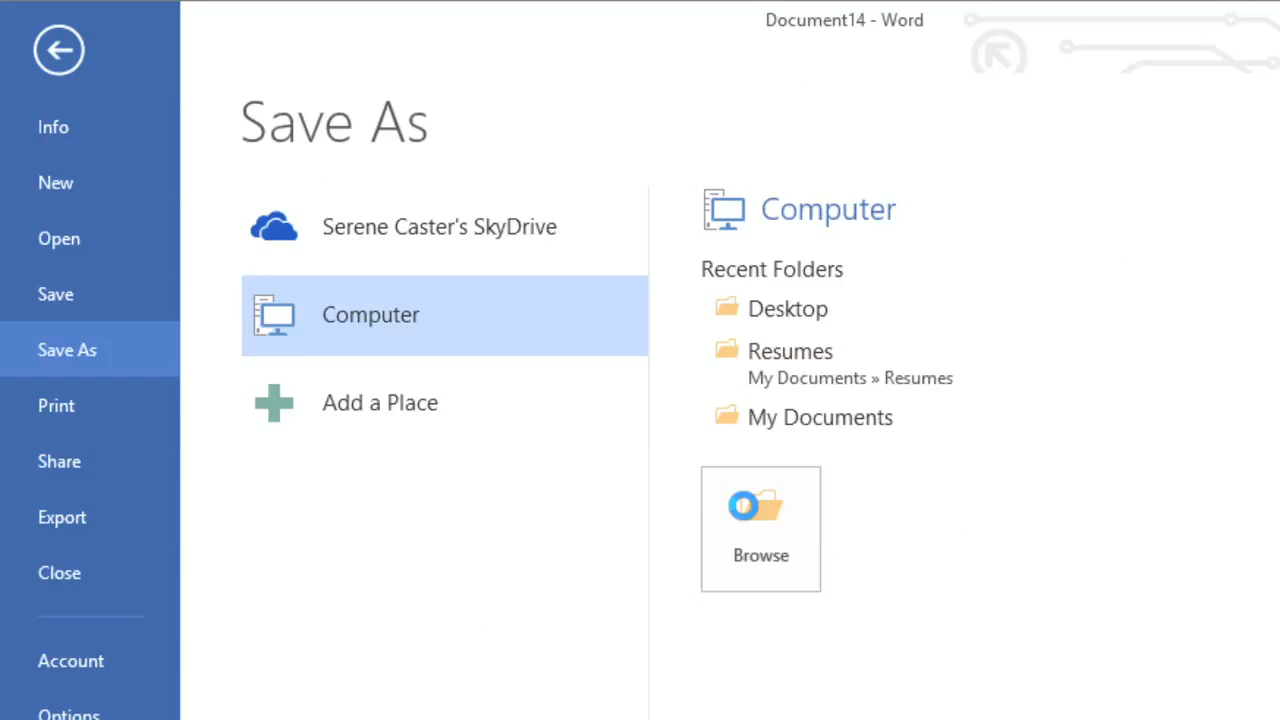 Document14 - Word
Info
New
Open
Save
Save As
Print
Share
Export
Close
Account
Options
Save As
Serene Caster's SkyDrive
Computer
Add a Place
Computer
Recent Folders
Desktop
Resumes
My Documents » Resumes
My Documents
Browse